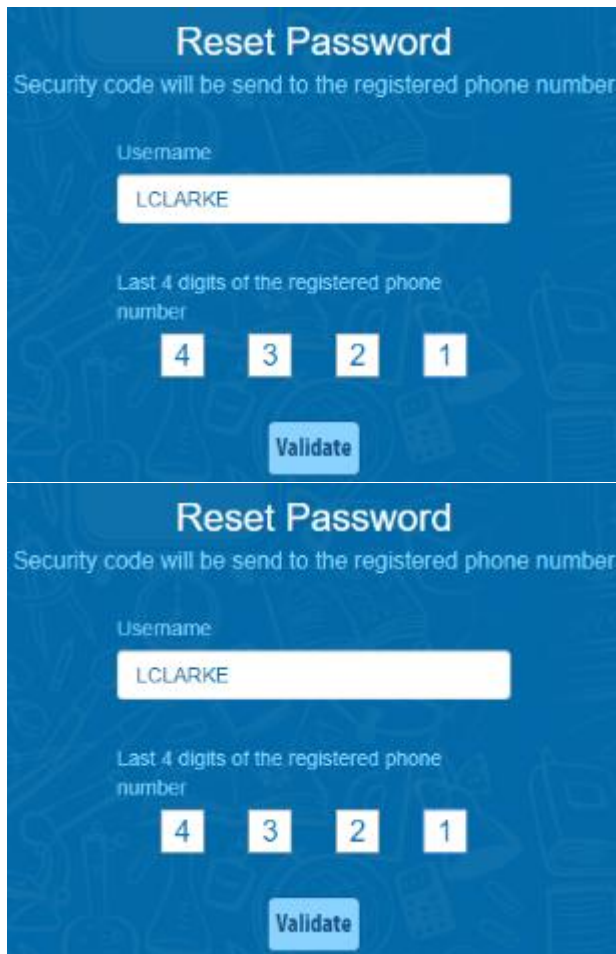 Reset Password
Security code will be send to the registered phone number
Username
LCLARKE
Last 4 digits of the registered phone
number
4 3 2 1
Validate
Reset Password
Security code will be send to the registered phone number
Username
LCLARKE
Last 4 digits of the registered phone
number
4 3 2 1
Validate